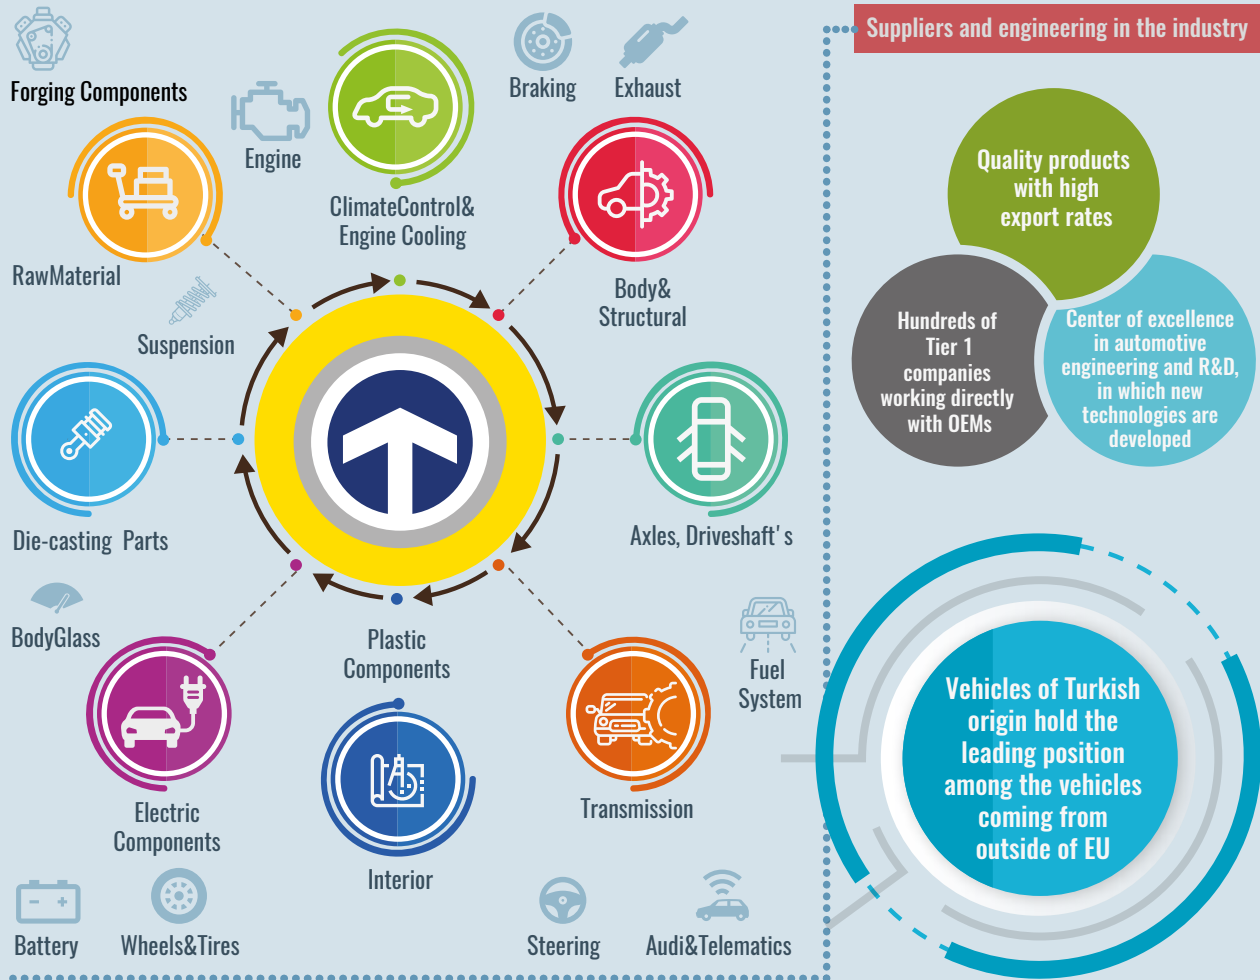 Suppliers and engineering in the industry
Forging Components
Engine
Braking
Exhaust
ClimateControl&
Engine Cooling
RawMaterial
Suspension
Body&
Structural
Die-casting Parts
Axles, Driveshaft's
BodyGlass
Plastic
Components
Fuel
System
Electric
Components
Transmission
Interior
Battery
Wheels&Tires
Steering
Audi&Telematics
Quality products
with high
export rates
Hundreds of
Tier 1
companies
working directly
with OEMs
Center of excellence
in automotive
engineering and R&D,
in which new
technologies are
developed
Vehicles of Turkish
origin hold the
leading position
among the vehicles
coming from
outside of EU